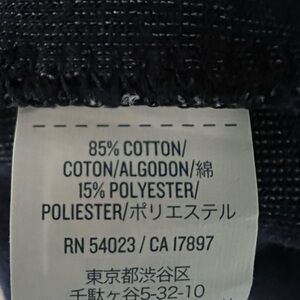 85% COTTON/
COTON/ALGODON/綿
15% POLYESTER/
POLIESTER/ポリエステル
RN 54023 / CA 17897
東京都渋谷区
千駄ヶ谷5-32-10